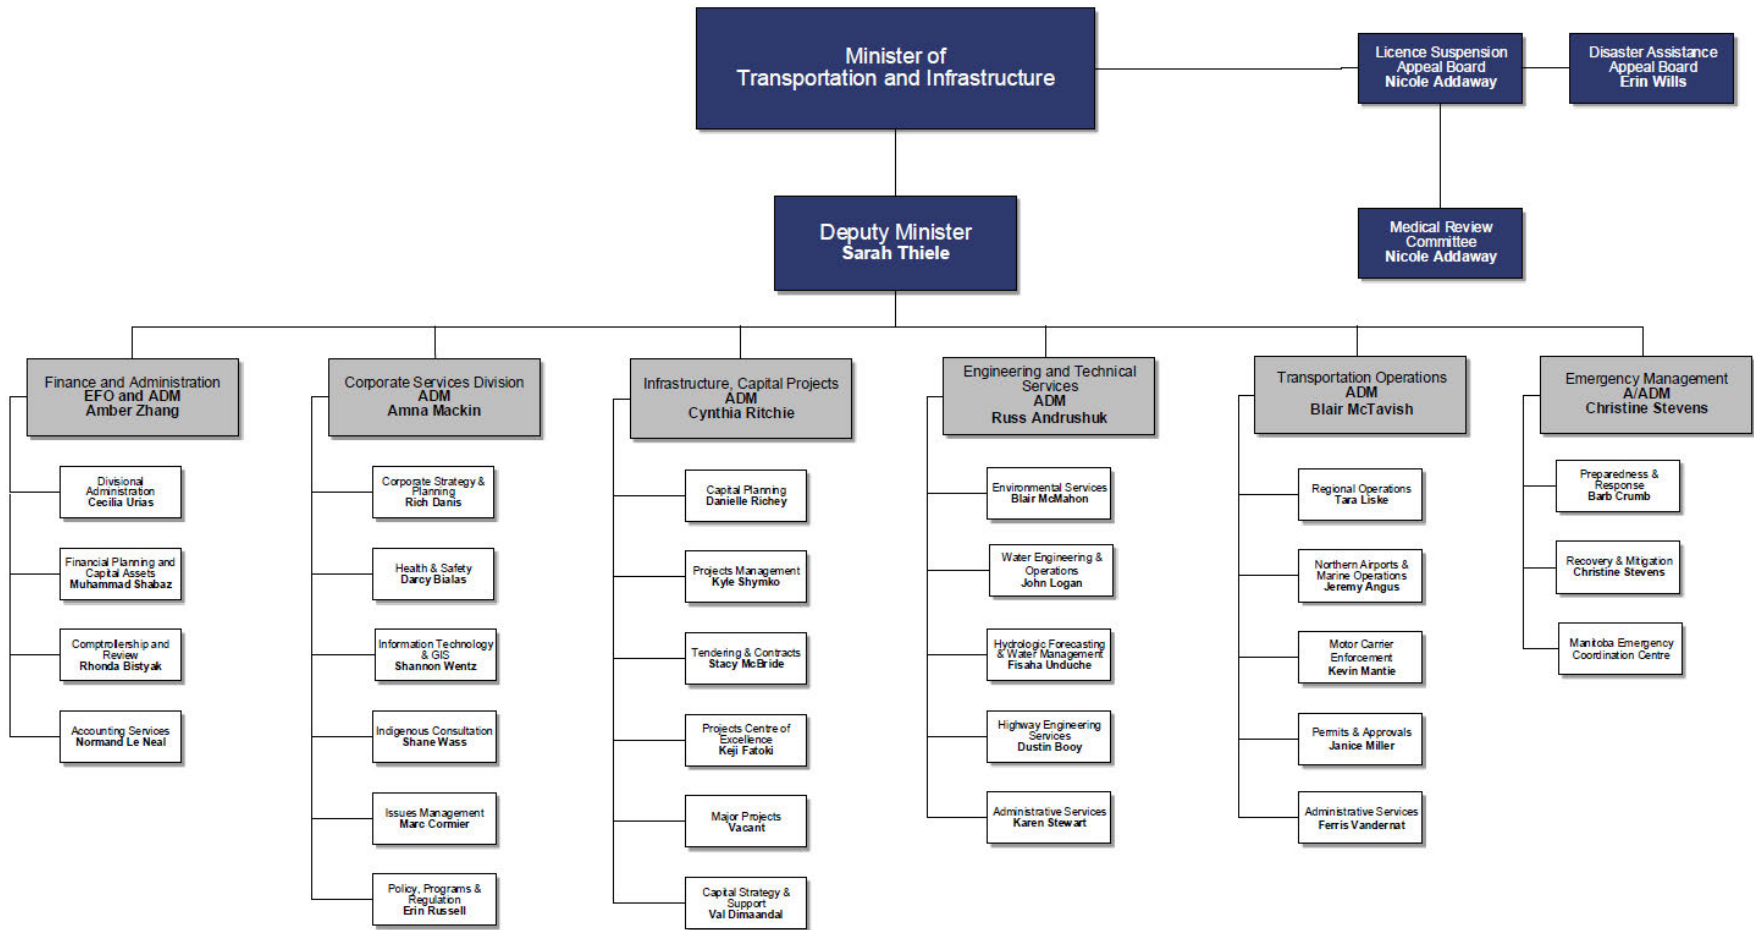 Minister of
Transportation and Infrastructure
Licence Suspension
Appeal Board
Nicole Addaway
Disaster Assistance
Appeal Board
Erin Wills
Deputy Minister
Sarah Thiele
Medical Review
Committee
Nicole Addaway
Finance and Administration
EFO and ADM
Amber Zhang
Divisional
Administration
Cecilia Urias
Financial Planning and
Capital Assets
Muhammad Shabaz
Comptrollership and
Review
Rhonda Bistyak
Accounting Services
Normand Le Neal
Corporate Services Division
ADM
Amna Mackin
Corporate Strategy &
Planning
Rich Danis
Health & Safety
Darcy Bialas
Information Technology
& GIS
Shannon Wentz
Indigenous Consultation
Shane Wass
Issues Management
Marc Cormier
Policy, Programs &
Regulation
Erin Russell
Infrastructure, Capital Projects
ADM
Cynthia Ritchie
Capital Planning
Danielle Richey
Projects Management
Kyle Shymko
Tendering & Contracts
Stacy McBride
Projects Centre of
Excellence
Keji Fatoki
Major Projects
Vacant
Capital Strategy &
Support
Val Dimaandal
Engineering and Technical
Services
ADM
Russ Andrushuk
Environmental Services
Blair McMahon
Water Engineering &
Operations
John Logan
Hydrologic Forecasting
& Water Management
Fisaha Unduche
Highway Engineering
Services
Dustin Booy
Administrative Services
Karen Stewart
Transportation Operations
ADM
Blair McTavish
Regional Operations
Tara Liske
Northern Airports &
Marine Operations
Jeremy Angus
Motor Carrier
Enforcement
Kevin Mantie
Permits & Approvals
Janice Miller
Administrative Services
Ferris Vandernat
Emergency Management
A/ADM
Christine Stevens
Preparedness &
Response
Barb Crumb
Recovery & Mitigation
Christine Stevens
Manitoba Emergency
Coordination Centre